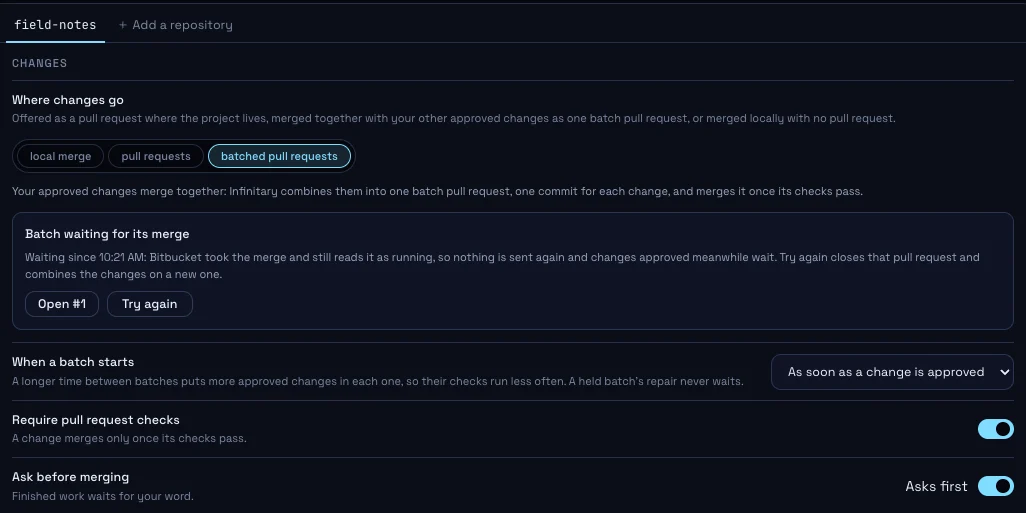 field-notes
+ Add a repository
CHANGES
Where changes go
Offered as a pull request where the project lives, merged together with your other approved changes as one batch pull request, or merged locally with no pull request.
local merge
pull requests
batched pull requests
Your approved changes merge together: Infinitary combines them into one batch pull request, one commit for each change, and merges it once its checks pass.
Batch waiting for its merge
Waiting since 10:21 AM: Bitbucket took the merge and still reads it as running, so nothing is sent again and changes approved meanwhile wait. Try again closes that pull request and
combines the changes on a new one.
Open #1
Try again
When a batch starts
A longer time between batches puts more approved changes in each one, so their checks run less often. A held batch's repair never waits.
As soon as a change is approved
Require pull request checks
A change merges only once its checks pass.
Ask before merging
Finished work waits for your word.
Asks first